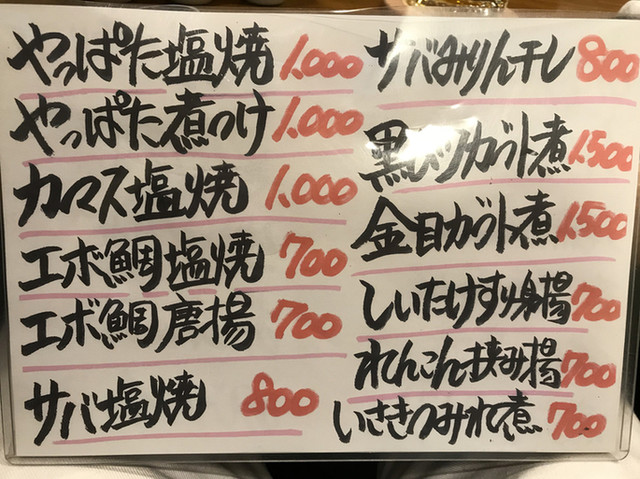 やっぱた塩焼 1.000
やっぱた煮つけ 1.000
カマス塩焼 1.000
エボ鯛塩焼 700
エボ鯛唐揚 700
サバ塩焼 800
サバみりん干し 800
黒ムツカブト煮 1.500
金目カブト煮 1.500
しいたけすり身揚 700
れんこん挟み揚 700
いさきつみれ煮 700